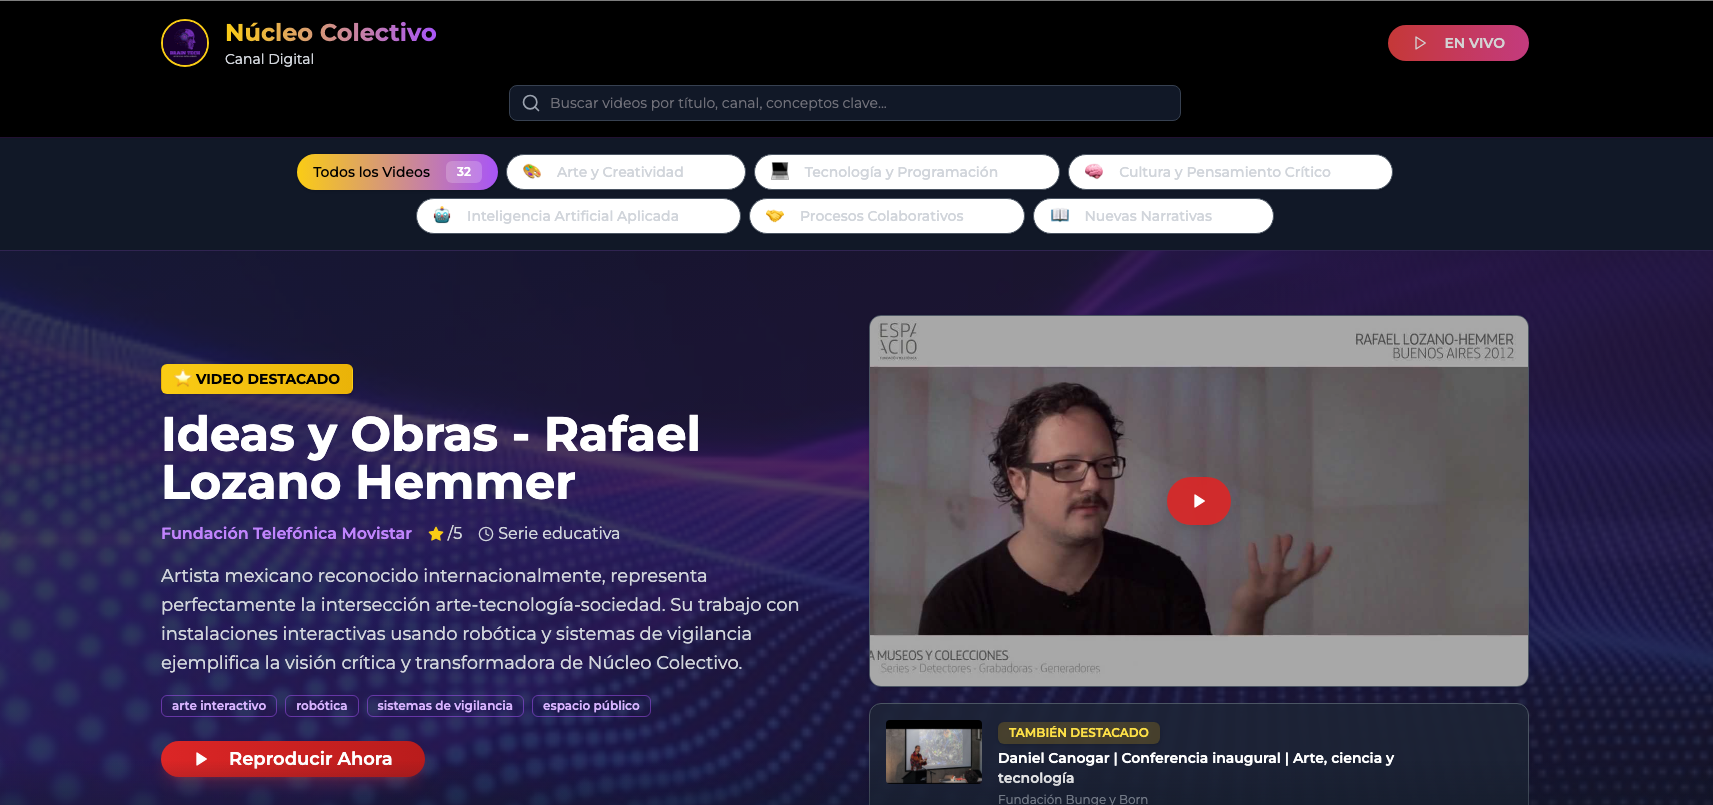 Núcleo Colectivo
Canal Digital
EN VIVO
Buscar videos por título, canal, conceptos clave...
Todos los Videos 32
Arte y Creatividad
Tecnología y Programación
Cultura y Pensamiento Crítico
Inteligencia Artificial Aplicada
Procesos Colaborativos
Nuevas Narrativas
VIDEO DESTACADO
Ideas y Obras - Rafael
Lozano Hemmer
Fundación Telefónica Movistar
/5
Serie educativa
Artista mexicano reconocido internacionalmente, representa
perfectamente la intersección arte-tecnología-sociedad. Su trabajo con
instalaciones interactivas usando robótica y sistemas de vigilancia
ejemplifica la visión crítica y transformadora de Núcleo Colectivo.
arte interactivo
robótica
sistemas de vigilancia
espacio público
Reproducir Ahora
ESP/
\CIO
RAFAEL LOZANO-HEMMER
BUENOS AIRES 2012
A MUSEOS Y COLECCIONES
Series > Detectores - Grabadoras - Generadores
TAMBIÉN DESTACADO
Daniel Canogar | Conferencia inaugural | Arte, ciencia y
tecnología
Fundación Bunge y Born